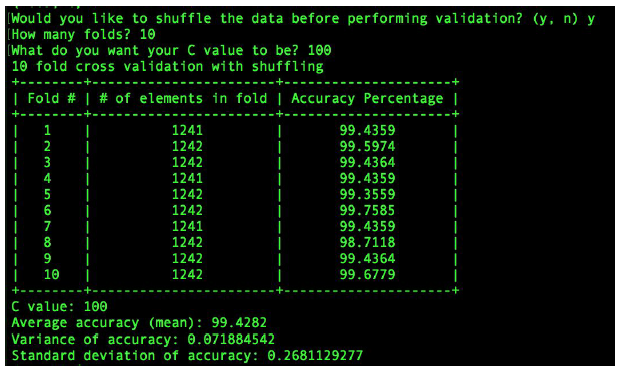 Would you like to shuffle the data before performing validation? (y, n) y
How many folds? 10
What do you want your C value to be? 100
10 fold cross validation with shuffling
+--------+----------------------+---------------------+
| Fold # | # of elements in fold | Accuracy Percentage |
+--------+----------------------+---------------------+
| 1 | 1241 | 99.4359 |
| 2 | 1242 | 99.5974 |
| 3 | 1242 | 99.4364 |
| 4 | 1241 | 99.4359 |
| 5 | 1242 | 99.3559 |
| 6 | 1242 | 99.7585 |
| 7 | 1241 | 99.4359 |
| 8 | 1242 | 98.7118 |
| 9 | 1242 | 99.4364 |
| 10 | 1242 | 99.6779 |
+--------+----------------------+---------------------+
C value: 100
Average accuracy (mean): 99.4282
Variance of accuracy: 0.071884542
Standard deviation of accuracy: 0.2681129277